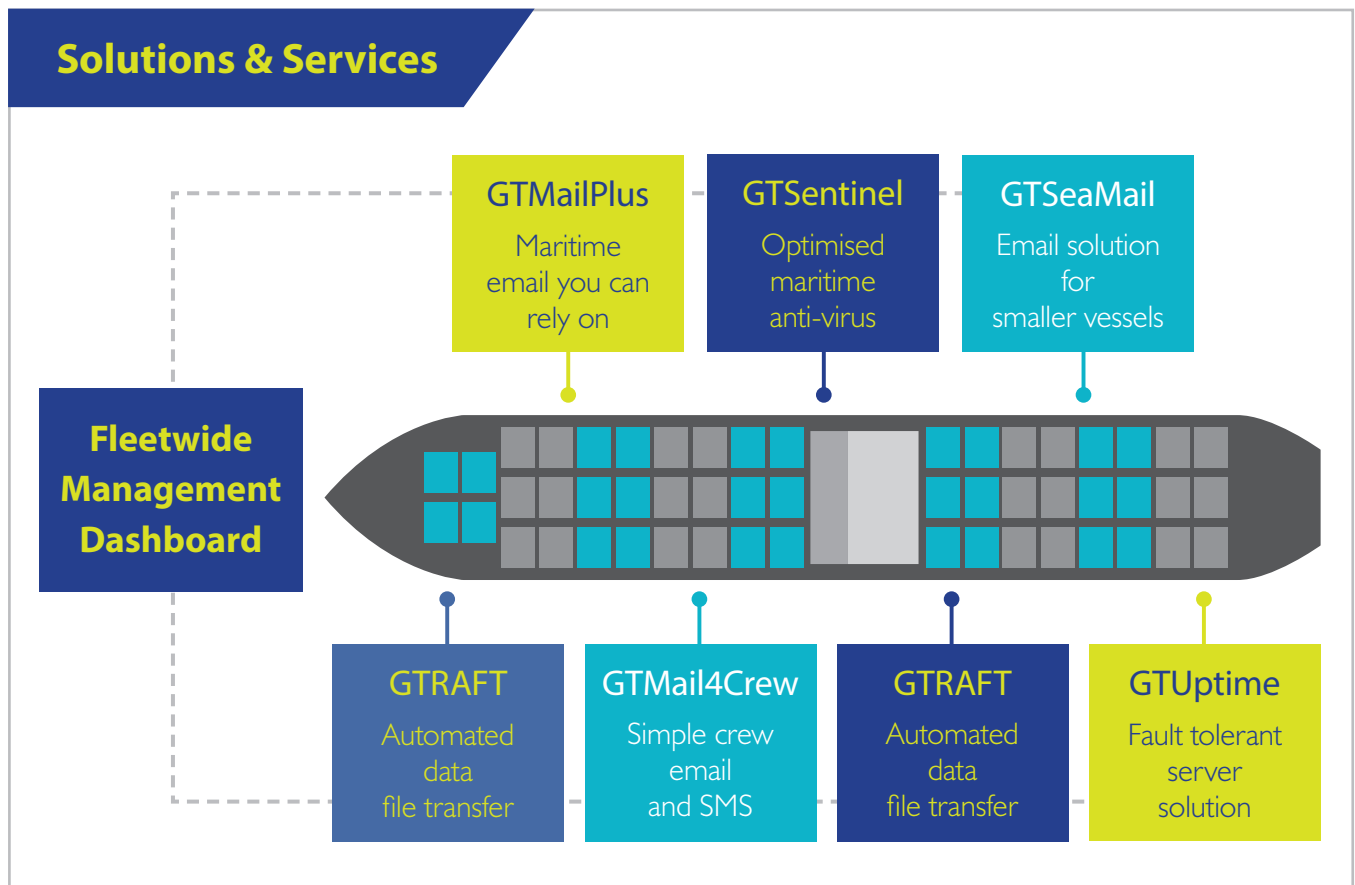 Solutions & Services
GTMailPlus
Maritime
email you can
rely on
GTSentinel
Optimised
maritime
anti-virus
GTSeaMail
Email solution
for
smaller vessels
Fleetwide
Management
Dashboard
GTRAFT
Automated
data
file transfer
GTMail4Crew
Simple crew
email
and SMS
GTRAFT
Automated
data
file transfer
GTUptime
Fault tolerant
server
solution